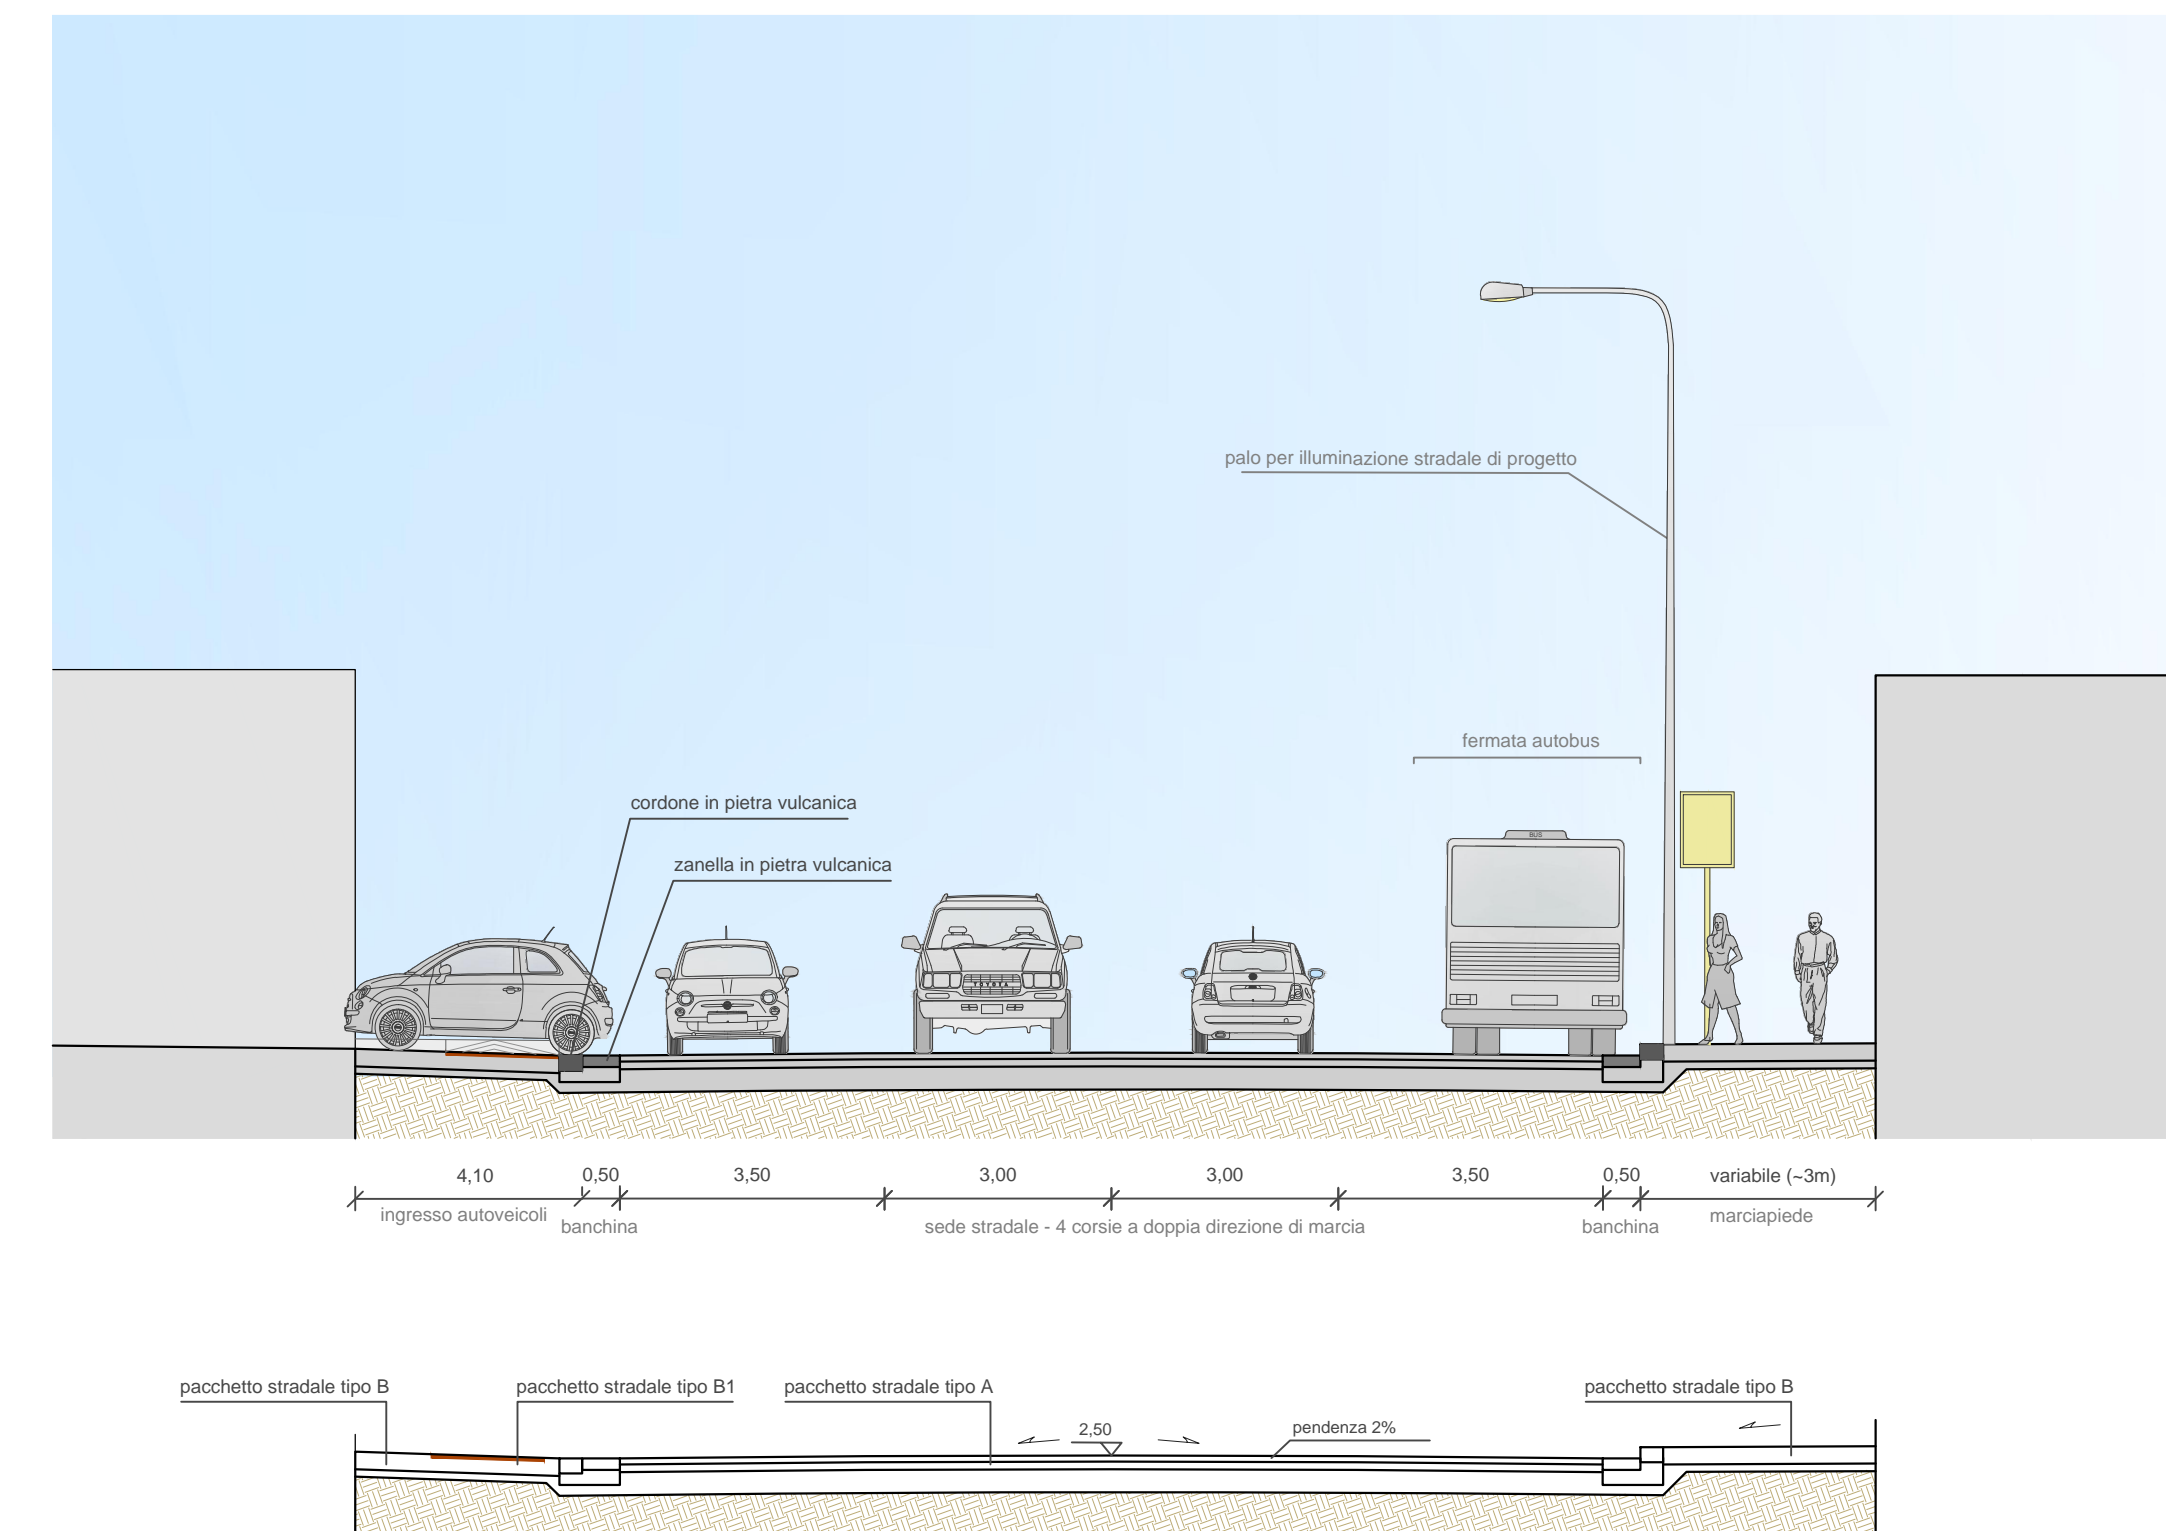 palo per illuminazione stradale di progetto
fermata autobus
cordone in pietra vulcanica
zanella in pietra vulcanica
BUS
TOYOTA
4,10 0,50 3,50 3,00 3,00 3,50 0,50 variabile (~3m)
ingresso autoveicoli banchina sede stradale - 4 corsie a doppia direzione di marcia banchina marciapiede
pacchetto stradale tipo B pacchetto stradale tipo B1 pacchetto stradale tipo A pacchetto stradale tipo B
2,50 pendenza 2%